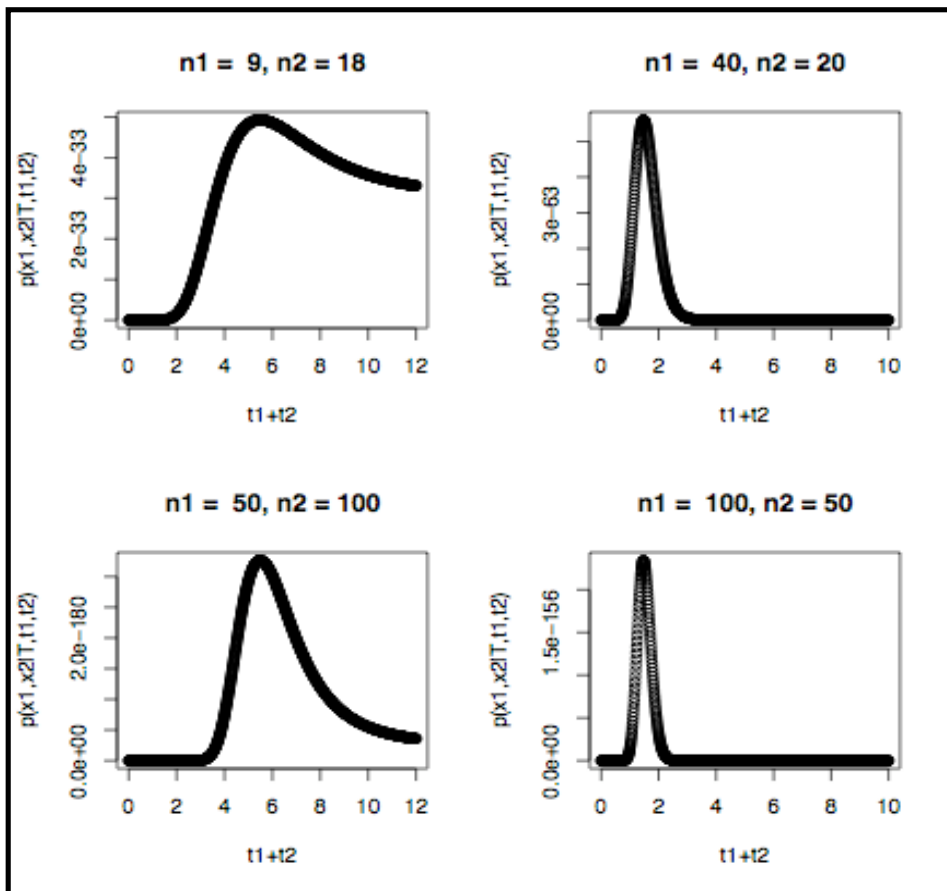 n1 =  9, n2 = 18
p(x1,x2|T,t1,t2)
0e+00 2e-33 4e-33
0 2 4 6 8 10 12
t1+t2
n1 =  40, n2 = 20
p(x1,x2|T,t1,t2)
0e+00 3e-63
0 2 4 6 8 10
t1+t2
n1 =  50, n2 = 100
p(x1,x2|T,t1,t2)
0.0e+00 2.0e-180
0 2 4 6 8 10 12
t1+t2
n1 =  100, n2 = 50
p(x1,x2|T,t1,t2)
0.0e+00 1.5e-156
0 2 4 6 8 10
t1+t2